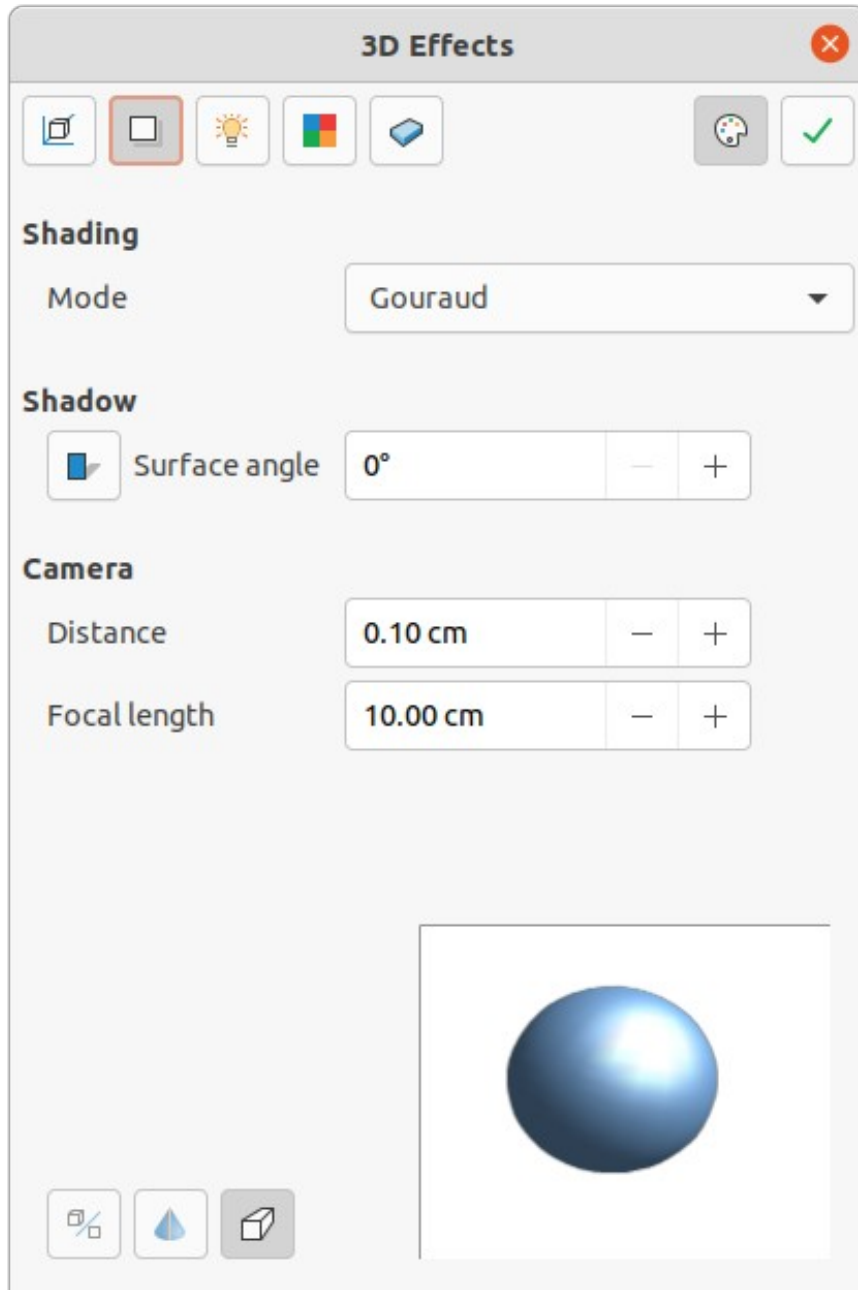 3D Effects
Shading
Mode Gouraud
Shadow
Surface angle 0°
Camera
Distance 0.10 cm
Focal length 10.00 cm